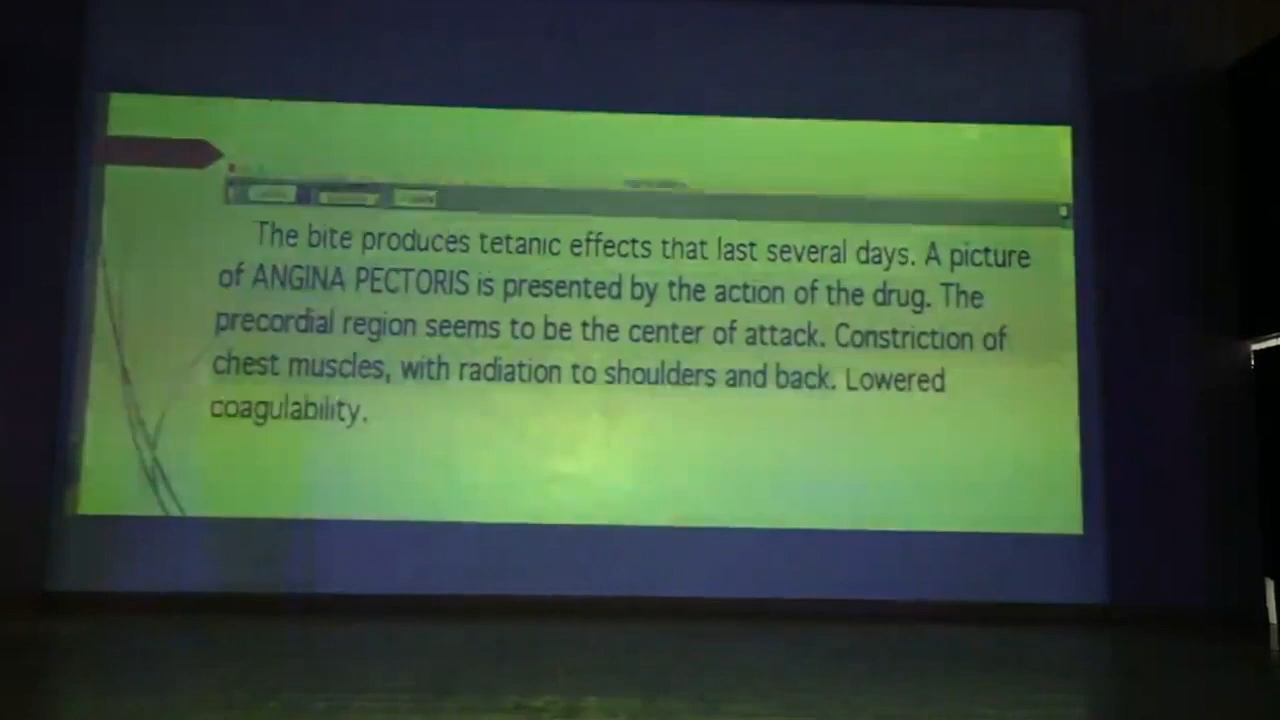 The bite produces tetanic effects that last several days. A picture
of ANGINA PECTORIS is presented by the action of the drug. The
precordial region seems to be the center of attack. Constriction of
chest muscles, with radiation to shoulders and back. Lowered
coagulability.